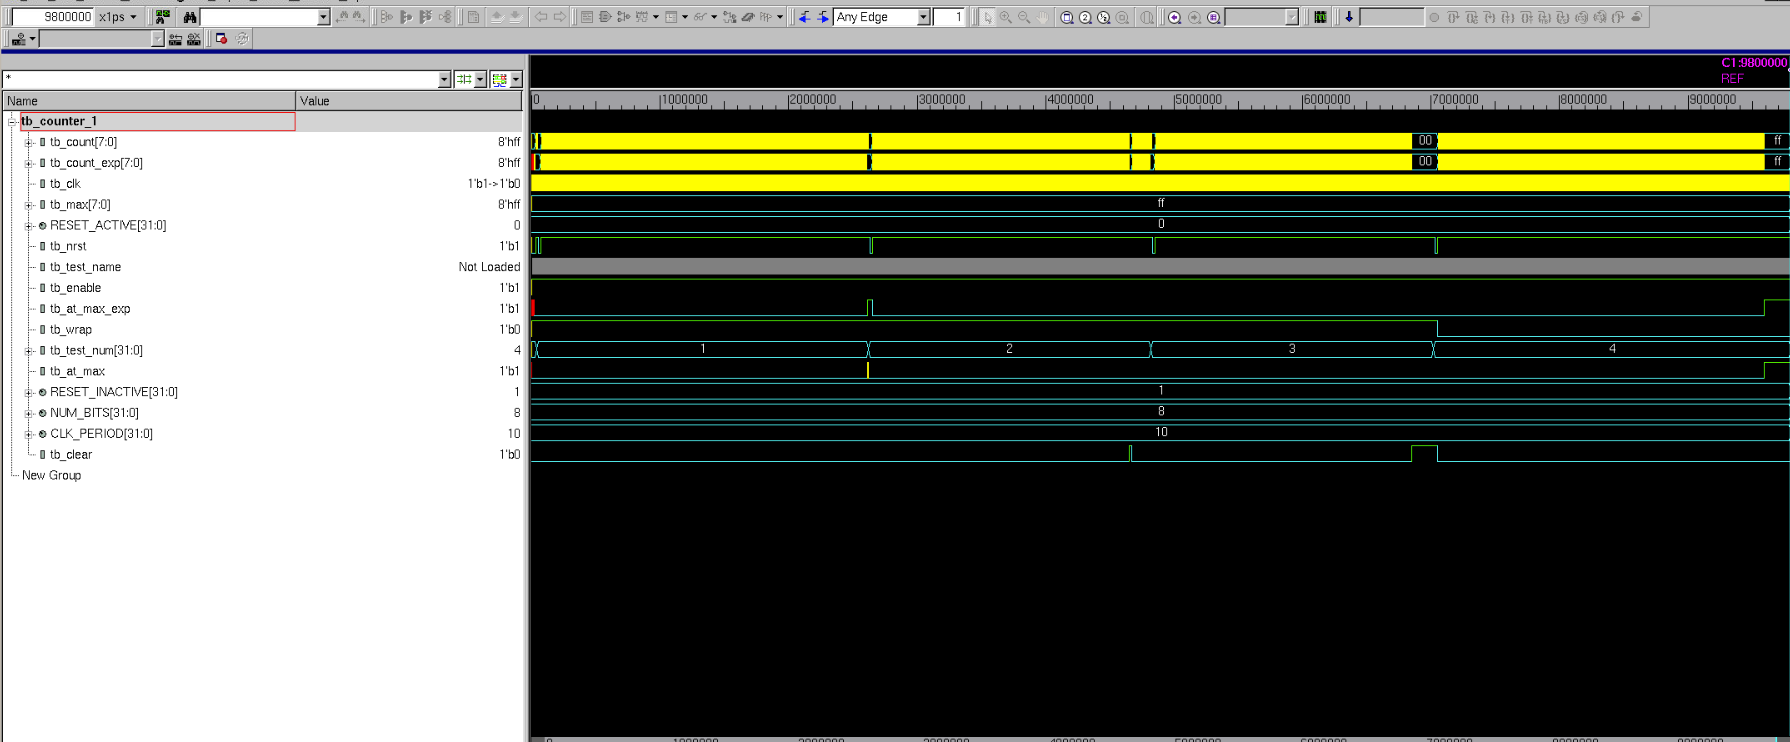 9800000 x1ps Any Edge 1
C1:9800000
REF
*
Name Value
0 1000000 2000000 3000000 4000000 5000000 6000000 7000000 8000000 9000000
tb_counter_1
tb_count[7:0] 8'hff 00 ff
tb_count_exp[7:0] 8'hff 00 ff
tb_clk 1'b1->1'b0
tb_max[7:0] 8'hff ff
RESET_ACTIVE[31:0] 0 0
tb_nrst 1'b1
tb_test_name Not Loaded
tb_enable 1'b1
tb_at_max_exp 1'b1
tb_wrap 1'b0
tb_test_num[31:0] 4 1 2 3 4
tb_at_max 1'b1
RESET_INACTIVE[31:0] 1 1
NUM_BITS[31:0] 8 8
CLK_PERIOD[31:0] 10 10
tb_clear 1'b0
New Group